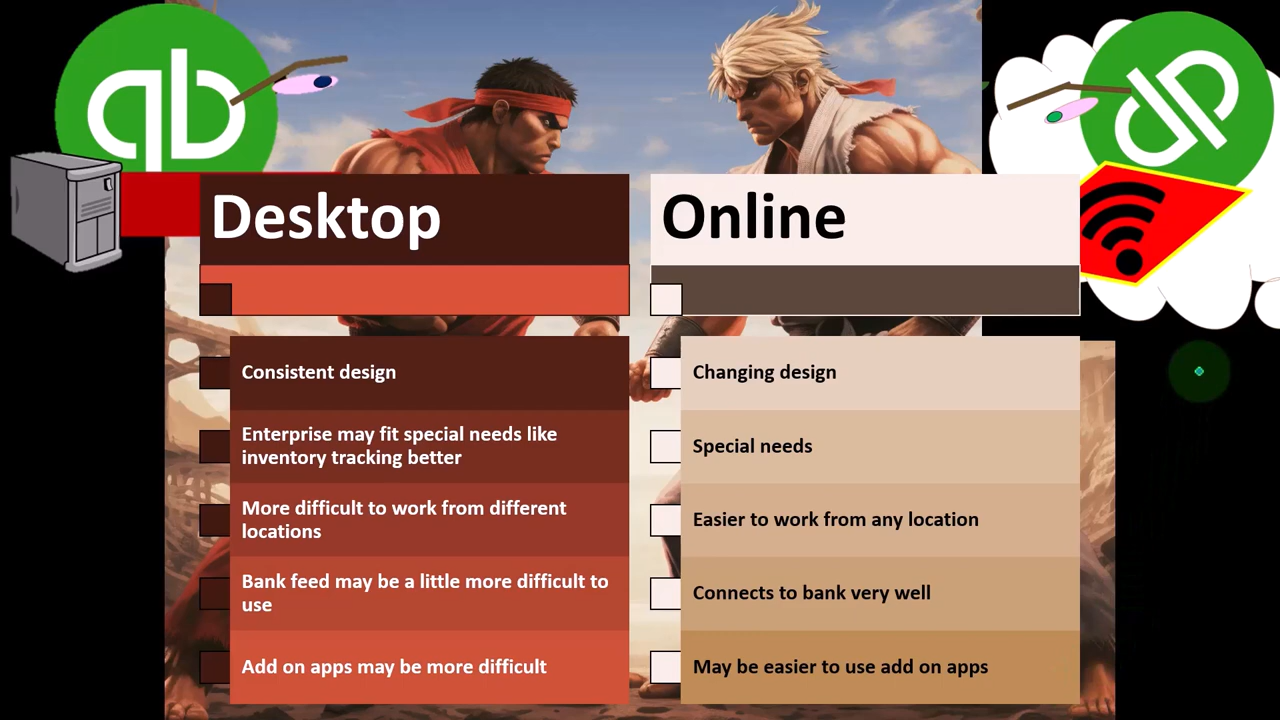 qb
qb
Desktop
Online
Consistent design
Enterprise may fit special needs like
inventory tracking better
More difficult to work from different
locations
Bank feed may be a little more difficult to
use
Add on apps may be more difficult
Changing design
Special needs
Easier to work from any location
Connects to bank very well
May be easier to use add on apps